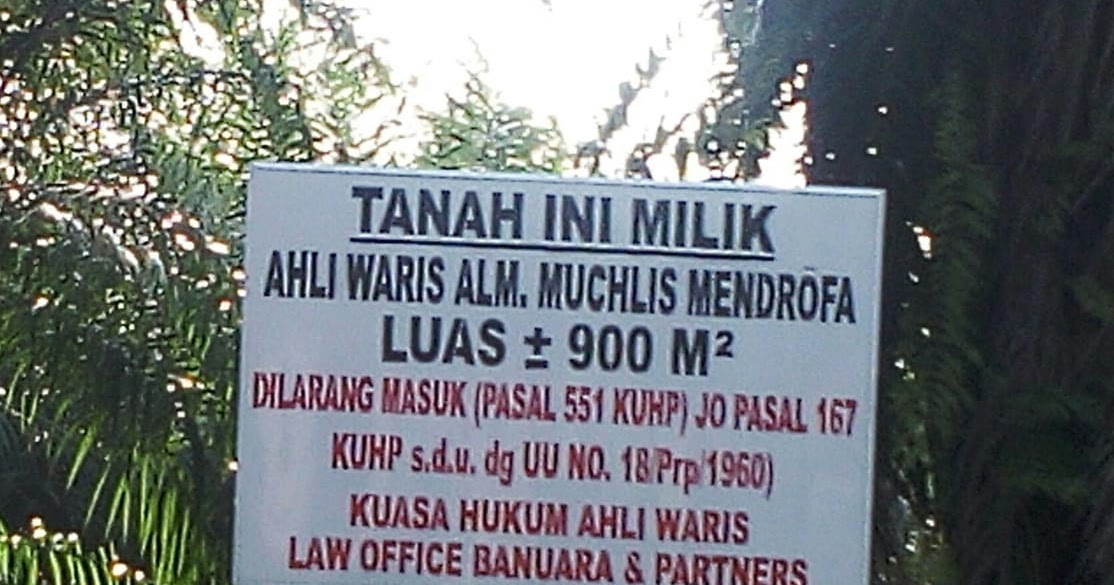 TANAH INI MILIK
AHLI WARIS ALM. MUCHLIS MENDRÖFA
LUAS ± 900 M²
DILARANG MASUK (PASAL 551 KUHP) JO PASAL 167
KUHP s.d.u. dg UU NO. 18/Prp/1960)
KUASA HUKUM AHLI WARIS
LAW OFFICE BANUARA & PARTNERS